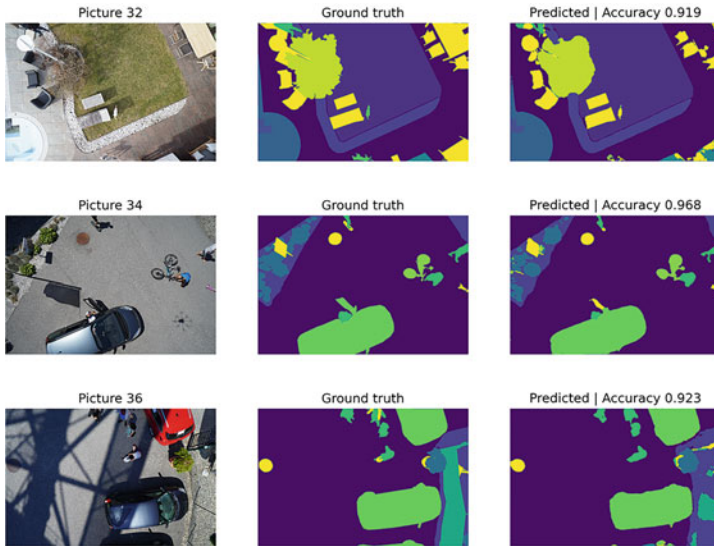 Picture 32
Ground truth
Predicted | Accuracy 0.919
Picture 34
Ground truth
Predicted | Accuracy 0.968
Picture 36
Ground truth
Predicted | Accuracy 0.923